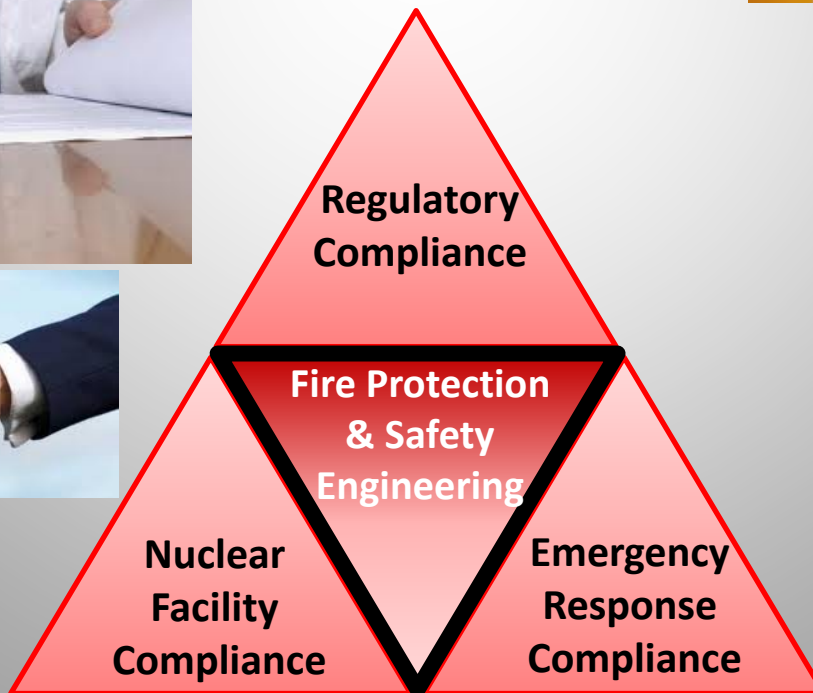 Regulatory
Compliance
Fire Protection
& Safety
Engineering
Nuclear
Facility
Compliance
Emergency
Response
Compliance